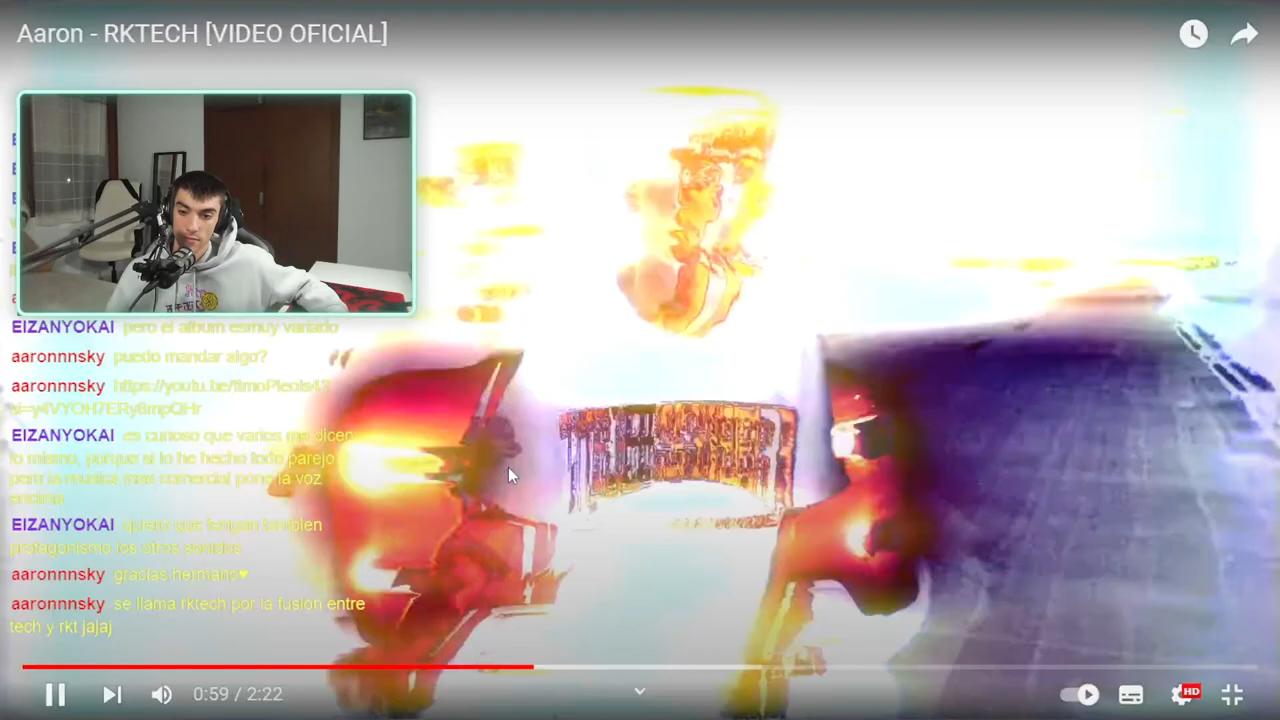 Aaron - RKTECH [VIDEO OFICIAL]
EIZANYOKAI pero el album esmuy variado
aaronnnsky puedo mandar algo?
aaronnnsky
EIZANYOKAI es curioso que varios me dicen
lo mismo, porque si lo he hecho todo parejo
pero la musica mas comercial pone la voz
encima
EIZANYOKAI quiero que tengan tambien
protagonismo los otros sonidos
aaronnnsky gracias hermano♥
aaronnnsky se llama rktech por la fusion entre
tech y rkt jajaj
0:59 / 2:22
HD